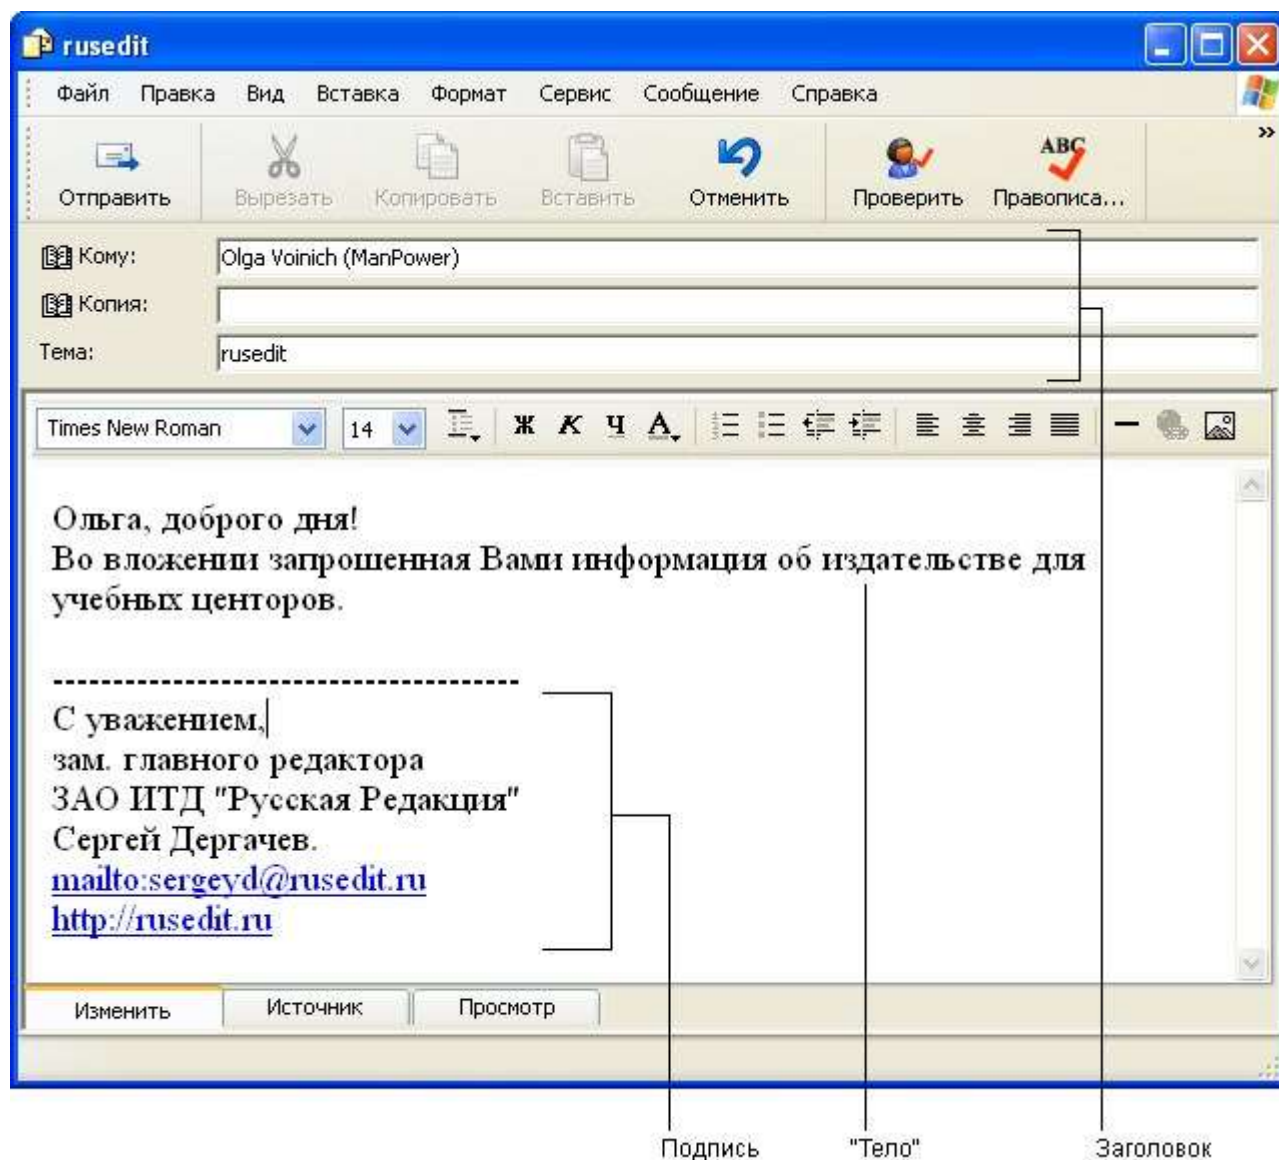 rusedit
Файл Правка Вид Вставка Формат Сервис Сообщение Справка
Отправить Вырезать Копировать Вставить Отменить Проверить ABC Правописа...
Кому: Olga Voinich (ManPower)
Копия:
Тема: rusedit
Times New Roman 14 Ж К Ч А
Ольга, доброго дня!
Во вложении запрошенная Вами информация об издательстве для
учебных центоров.
---------------------------------------
С уважением,
зам. главного редактора
ЗАО ИТД "Русская Редакция"
Сергей Дергачев.
mailto:sergeyd@rusedit.ru
http://rusedit.ru
Изменить Источник Просмотр
Подпись "Тело" Заголовок